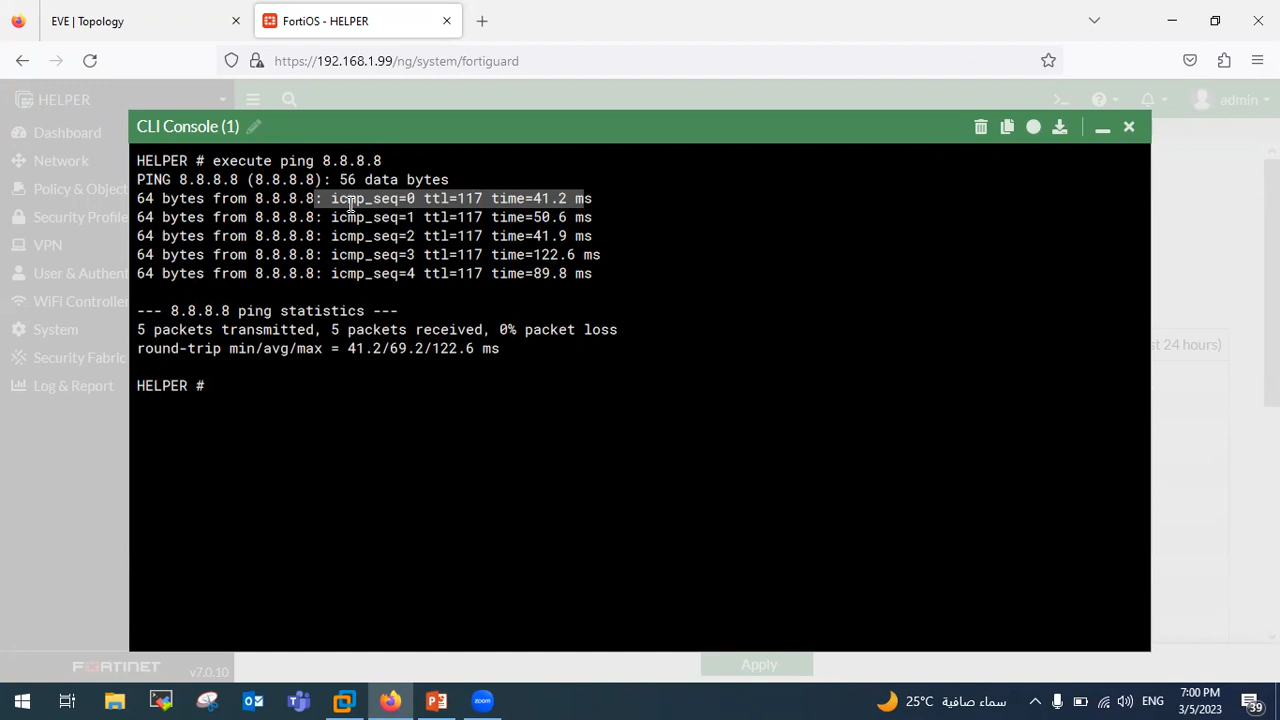 EVE | Topology
FortiOS - HELPER
https://192.168.1.99/ng/system/fortiguard
HELPER
admin
CLI Console (1)
Dashboard
Network
Policy & Object
Security Profile
VPN
User & Authent
WiFi Controller
System
Security Fabric
Log & Report
HELPER # execute ping 8.8.8.8
PING 8.8.8.8 (8.8.8.8): 56 data bytes
64 bytes from 8.8.8.8: icmp_seq=0 ttl=117 time=41.2 ms
64 bytes from 8.8.8.8: icmp_seq=1 ttl=117 time=50.6 ms
64 bytes from 8.8.8.8: icmp_seq=2 ttl=117 time=41.9 ms
64 bytes from 8.8.8.8: icmp_seq=3 ttl=117 time=122.6 ms
64 bytes from 8.8.8.8: icmp_seq=4 ttl=117 time=89.8 ms
--- 8.8.8.8 ping statistics ---
5 packets transmitted, 5 packets received, 0% packet loss
round-trip min/avg/max = 41.2/69.2/122.6 ms
HELPER #
st 24 hours)
FORTINET v7.0.10
Apply
25°C سماء صافية
ENG
7:00 PM
3/5/2023
39